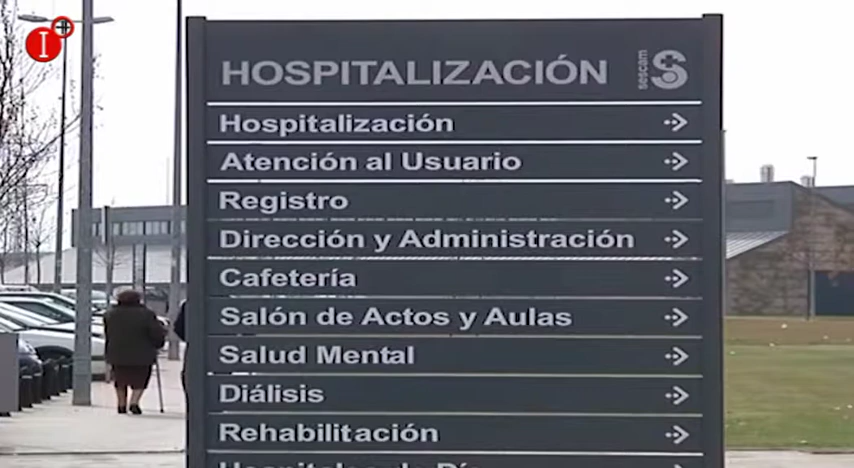 HOSPITALIZACIÓN
sescam
Hospitalización
Atención al Usuario
Registro
Dirección y Administración
Cafetería
Salón de Actos y Aulas
Salud Mental
Diálisis
Rehabilitación